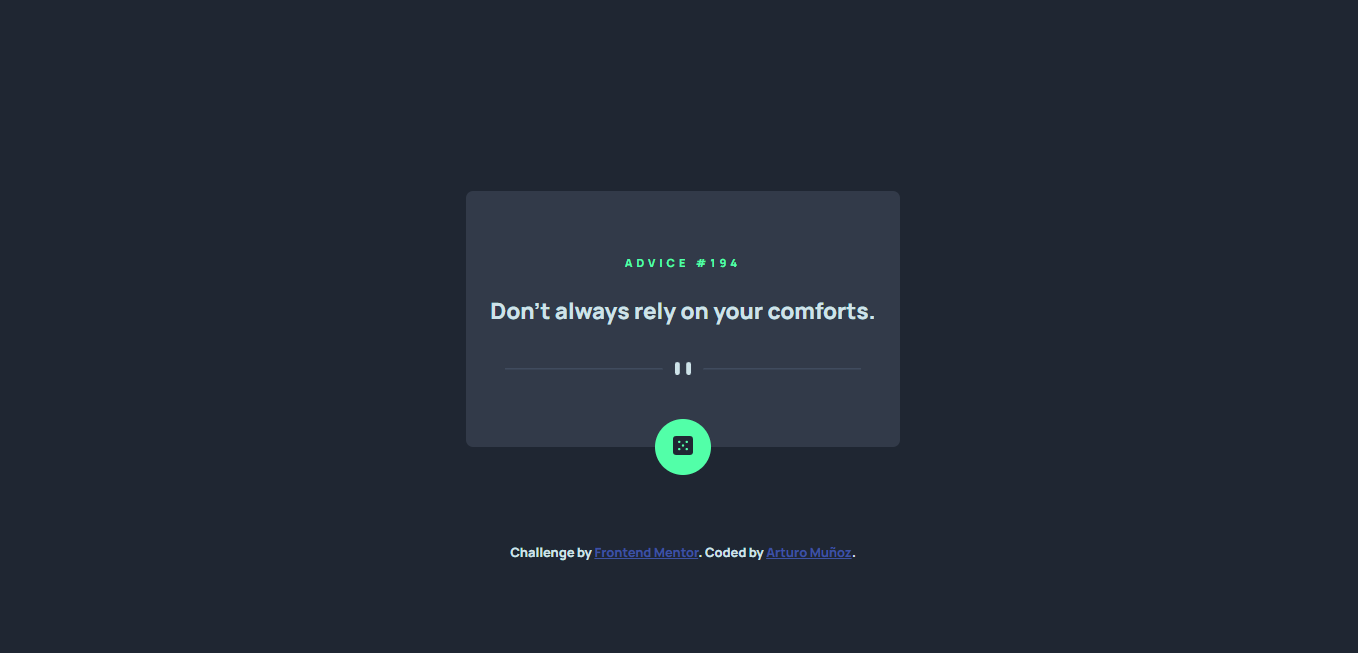 ADVICE #194
Don’t always rely on your comforts.
Challenge by Frontend Mentor. Coded by Arturo Muñoz.